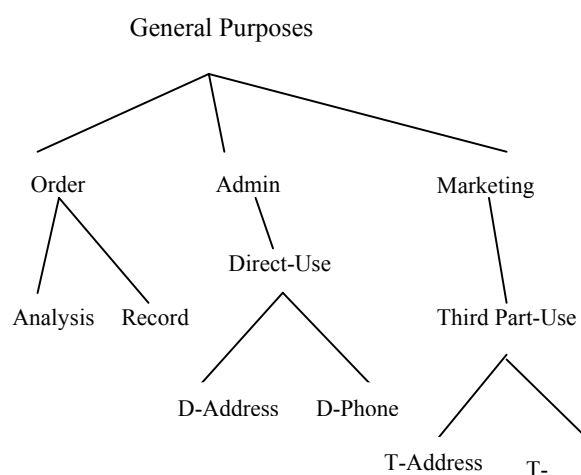 General Purposes
Order
Admin
Marketing
Direct-Use
Analysis
Record
Third Part-Use
D-Address
D-Phone
T-Address
T-